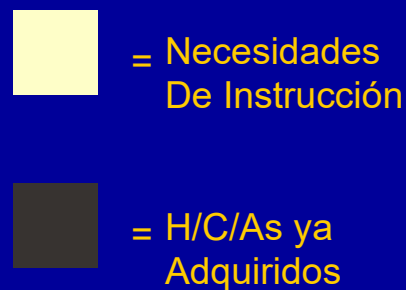 = Necesidades
De Instrucción
= H/C/As ya
Adquiridos